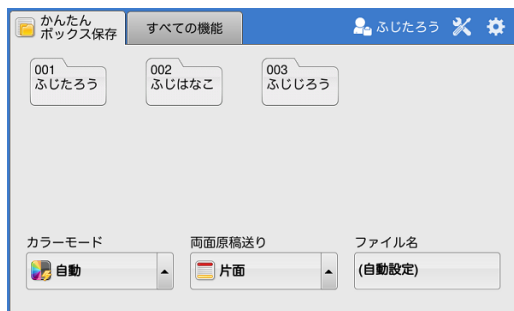 かんたん
ボックス保存
すべての機能
ふじたろう
001
ふじたろう
002
ふじはなこ
003
ふじじろう
カラーモード
両面原稿送り
ファイル名
自動
片面
(自動設定)